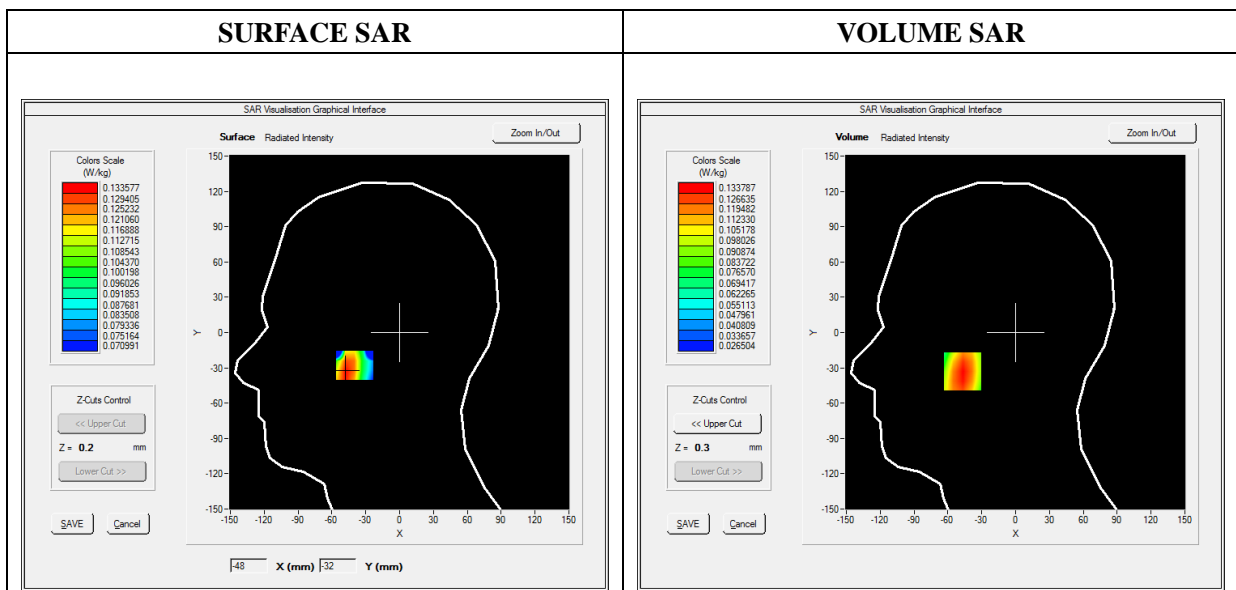 SURFACE SAR
VOLUME SAR
SAR Visualisation Graphical Interface
Surface Radiated Intensity
Zoom In/Out
Colors Scale
(W/kg)
0.133577
0.129405
0.125232
0.121060
0.116888
0.112715
0.108543
0.104370
0.100198
0.096026
0.091853
0.087681
0.083508
0.079336
0.075164
0.070991
Z-Cuts Control
<< Upper Cut
Z = 0.2 mm
Lower Cut >>
SAVE Cancel
150
120
90
60
30
0
-30
-60
-90
-120
-150
Y
-150 -120 -90 -60 -30 0 30 60 90 120 150
X
-48 X (mm) -32 Y (mm)
SAR Visualisation Graphical Interface
Volume Radiated Intensity
Zoom In/Out
Colors Scale
(W/kg)
0.133787
0.126635
0.119482
0.112330
0.105178
0.098026
0.090874
0.083722
0.076570
0.069417
0.062265
0.055113
0.047961
0.040809
0.033657
0.026504
Z-Cuts Control
<< Upper Cut
Z = 0.3 mm
Lower Cut >>
SAVE Cancel
150
120
90
60
30
0
-30
-60
-90
-120
-150
Y
-150 -120 -90 -60 -30 0 30 60 90 120 150
X